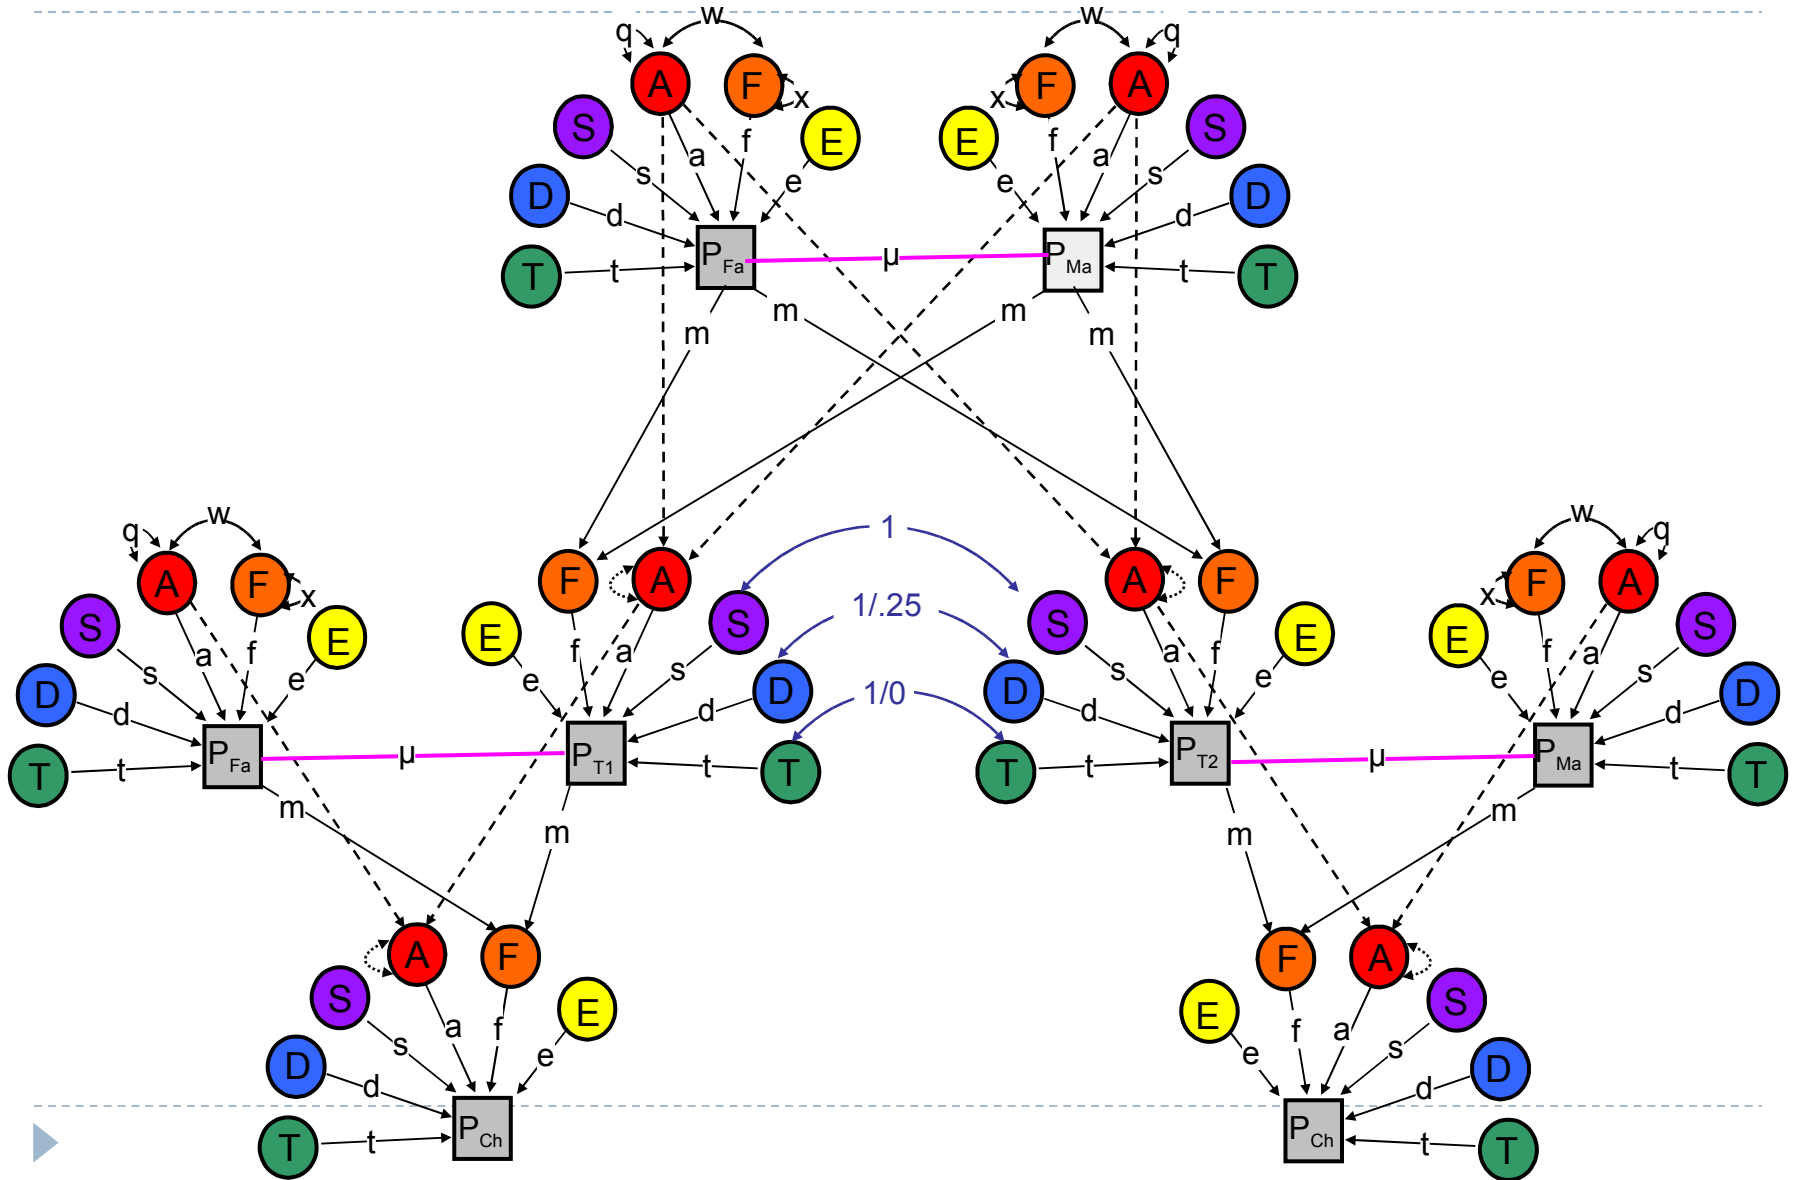 w w
q A F x x F A q
S E E S
a f f a
s e e s
D d d D
T t P Fa µ P Ma t T
m m m m
1
q w w q
A F x F A A F x F A
S E S S E E S
1/.25
a f f a a f f a
s e e s s e e s
D d d D D d d D
1/0
T t P Fa µ P T1 t T T t P T2 µ P Ma t T
m m m m
A F F A
S E E S
a f f a
s e e s
D d d D
T t P Ch P Ch t T